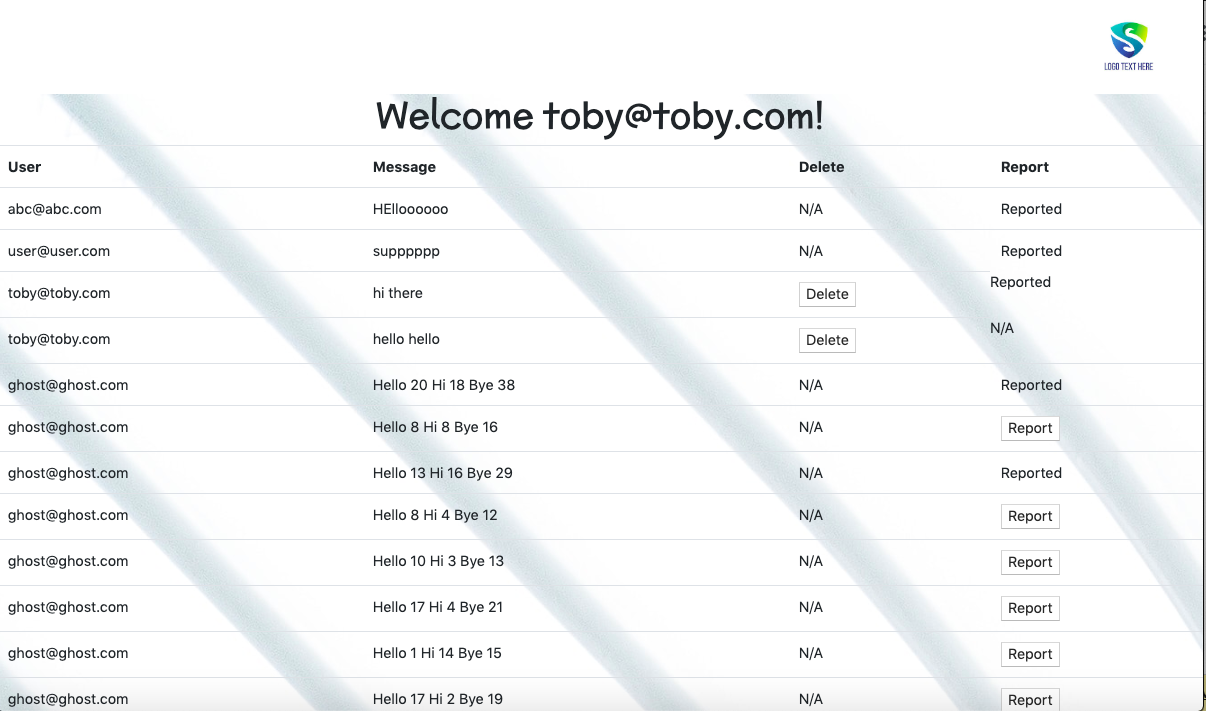 LOGO TEXT HERE
Welcome toby@toby.com!
User Message Delete Report
abc@abc.com HElloooooo N/A Reported
user@user.com supppppp N/A Reported
toby@toby.com hi there Delete Reported
toby@toby.com hello hello Delete N/A
ghost@ghost.com Hello 20 Hi 18 Bye 38 N/A Reported
ghost@ghost.com Hello 8 Hi 8 Bye 16 N/A Report
ghost@ghost.com Hello 13 Hi 16 Bye 29 N/A Reported
ghost@ghost.com Hello 8 Hi 4 Bye 12 N/A Report
ghost@ghost.com Hello 10 Hi 3 Bye 13 N/A Report
ghost@ghost.com Hello 17 Hi 4 Bye 21 N/A Report
ghost@ghost.com Hello 1 Hi 14 Bye 15 N/A Report
ghost@ghost.com Hello 17 Hi 2 Bye 19 N/A Report